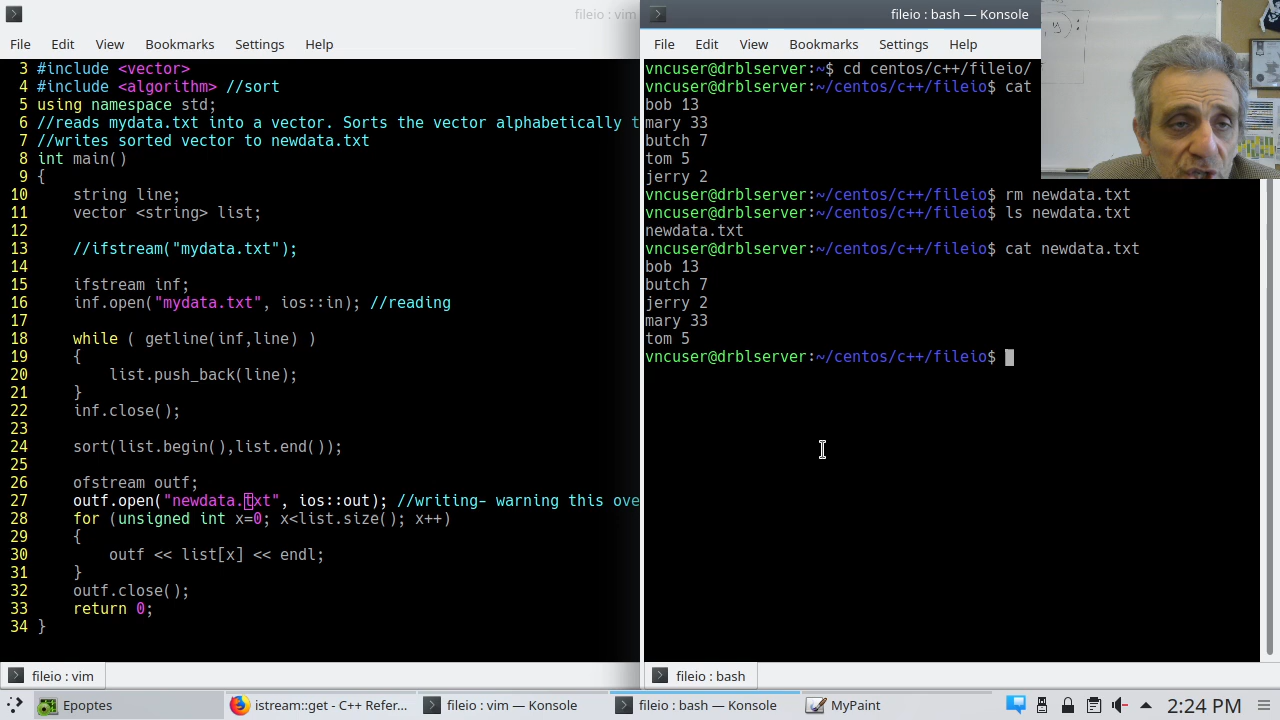 fileio : vim
File Edit View Bookmarks Settings Help
3 #include <vector>
4 #include <algorithm> //sort
5 using namespace std;
6 //reads mydata.txt into a vector. Sorts the vector alphabetically t
7 //writes sorted vector to newdata.txt
8 int main()
9 {
10 string line;
11 vector <string> list;
12
13 //ifstream("mydata.txt");
14
15 ifstream inf;
16 inf.open("mydata.txt", ios::in); //reading
17
18 while ( getline(inf,line) )
19 {
20 list.push_back(line);
21 }
22 inf.close();
23
24 sort(list.begin(),list.end());
25
26 ofstream outf;
27 outf.open("newdata.txt", ios::out); //writing- warning this ove
28 for (unsigned int x=0; x<list.size(); x++)
29 {
30 outf << list[x] << endl;
31 }
32 outf.close();
33 return 0;
34 }
fileio : vim
fileio : bash — Konsole
File Edit View Bookmarks Settings Help
vncuser@drblserver:~$ cd centos/c++/fileio/
vncuser@drblserver:~/centos/c++/fileio$ cat
bob 13
mary 33
butch 7
tom 5
jerry 2
vncuser@drblserver:~/centos/c++/fileio$ rm newdata.txt
vncuser@drblserver:~/centos/c++/fileio$ ls newdata.txt
newdata.txt
vncuser@drblserver:~/centos/c++/fileio$ cat newdata.txt
bob 13
butch 7
jerry 2
mary 33
tom 5
vncuser@drblserver:~/centos/c++/fileio$
fileio : bash
Epoptes
istream::get - C++ Refer...
fileio : vim — Konsole
fileio : bash — Konsole
MyPaint
2:24 PM